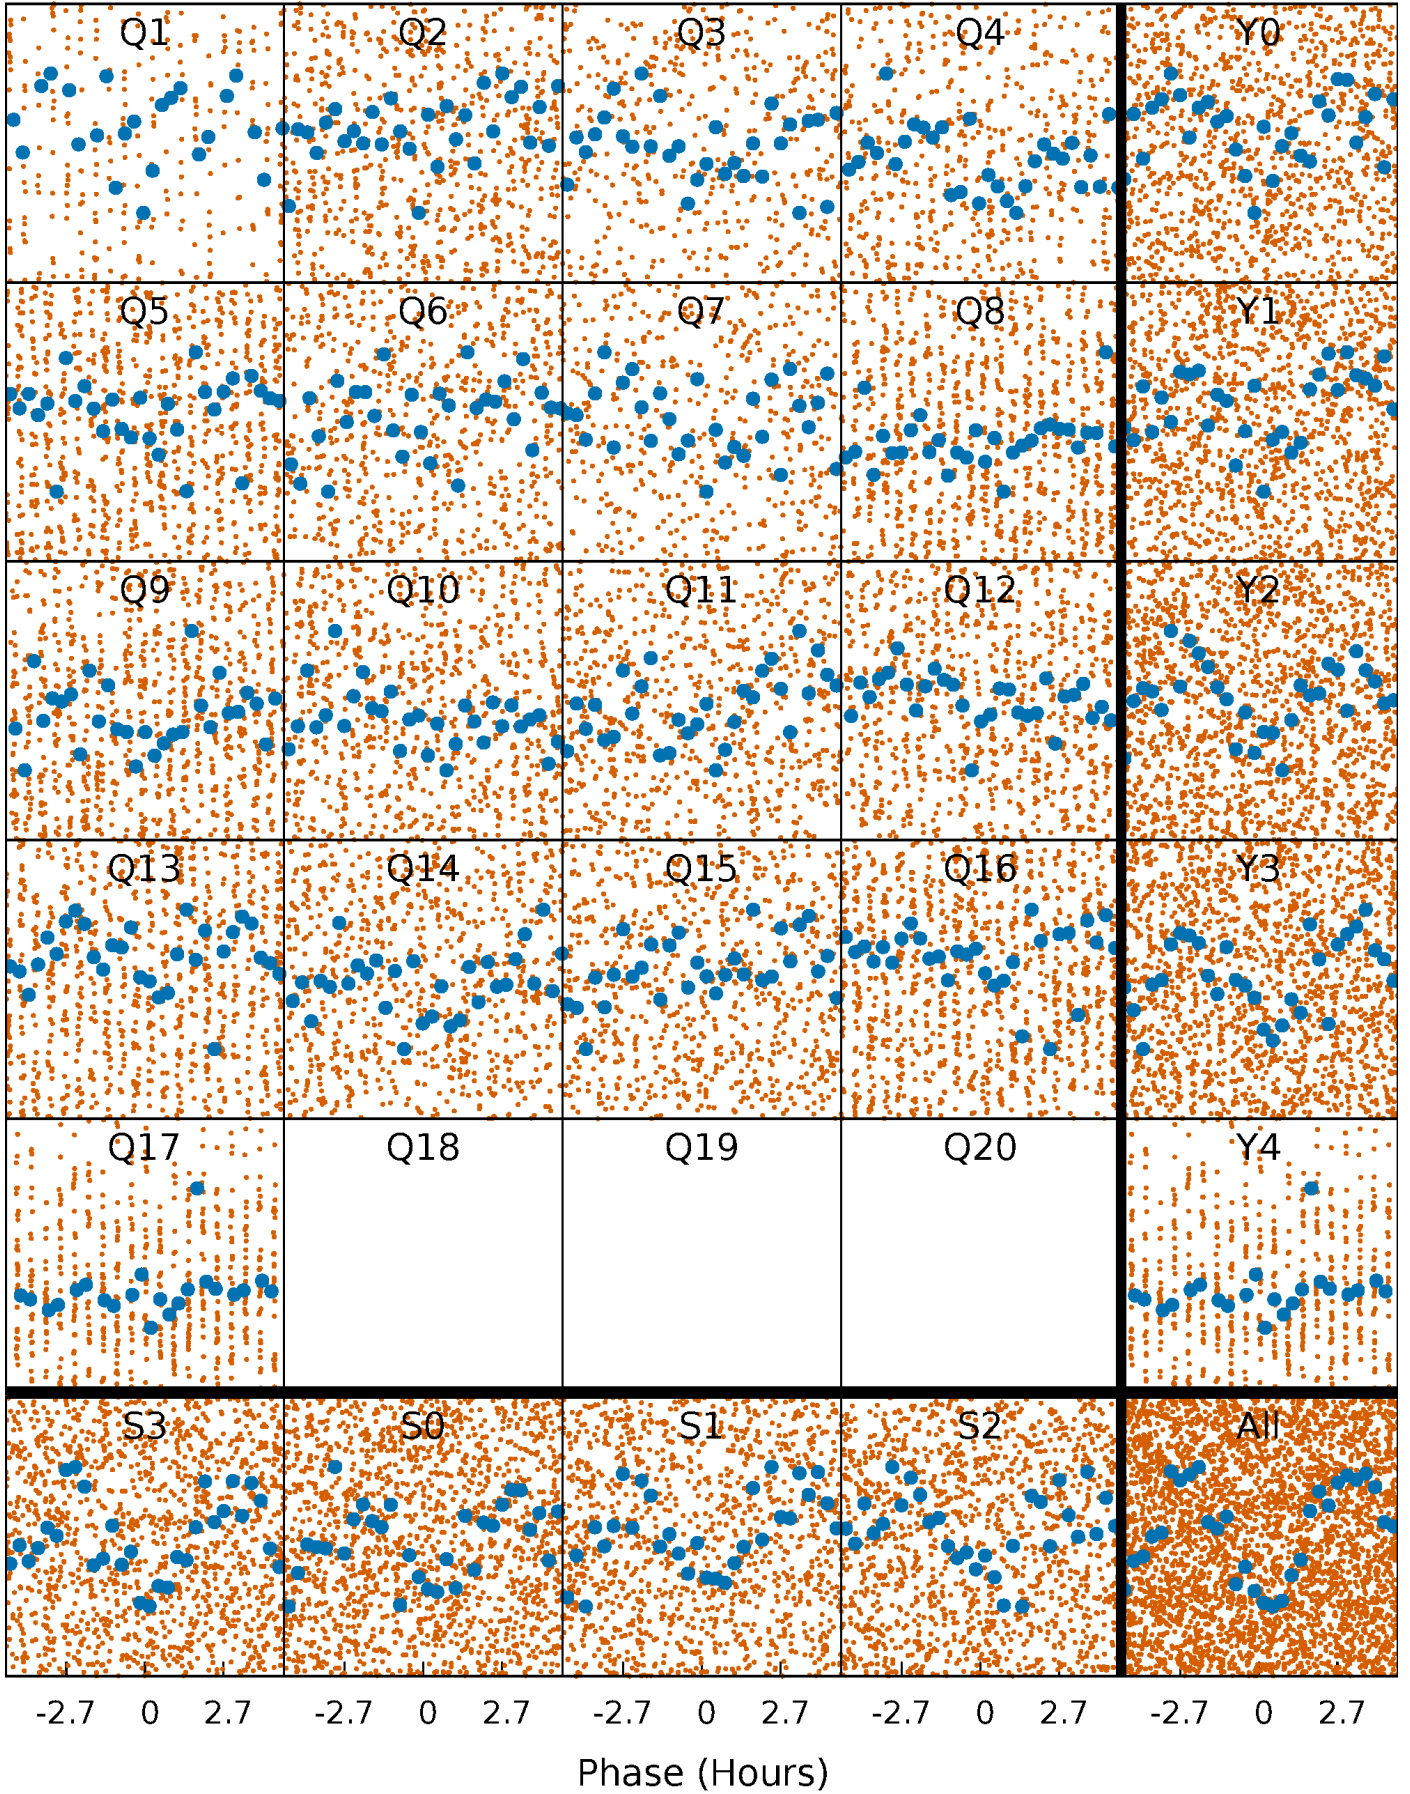 Q1 Q2 Q3 Q4 Y0
Q5 Q6 Q7 Q8 Y1
Q9 Q10 Q11 Q12 Y2
Q13 Q14 Q15 Q16 Y3
Q17 Q18 Q19 Q20 Y4
S3 S0 S1 S2 All
-2.7 0 2.7 -2.7 0 2.7 -2.7 0 2.7 -2.7 0 2.7 -2.7 0 2.7
Phase (Hours)